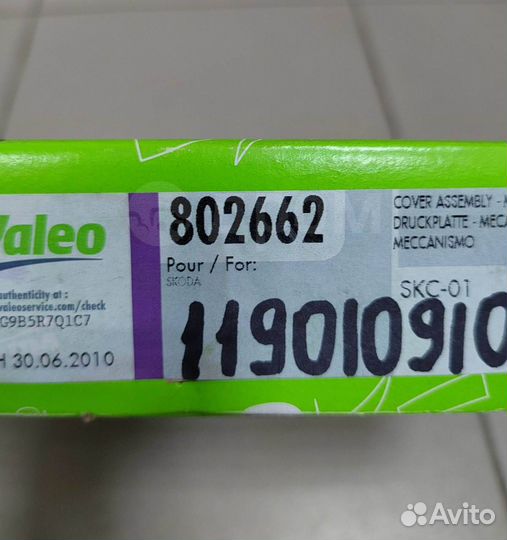 Valeo
802662
COVER ASSEMBLY -
DRUCKPLATTE - MECA
MECCANISMO
Pour / For:
SKODA
SKC-01
authenticity at :
valeoservice.com/check
G9B5R7Q1C7
H 30.06.2010
119010910
Avito